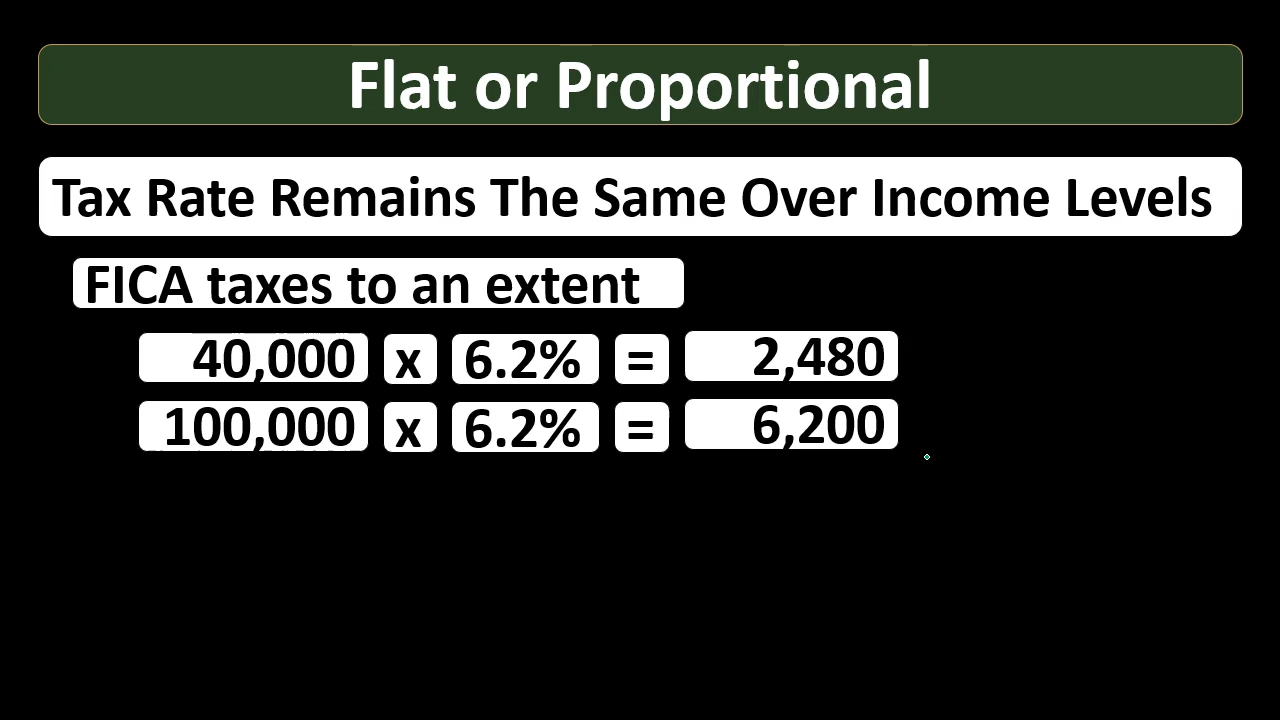 Flat or Proportional
Tax Rate Remains The Same Over Income Levels
FICA taxes to an extent
40,000 x 6.2% = 2,480
100,000 x 6.2% = 6,200